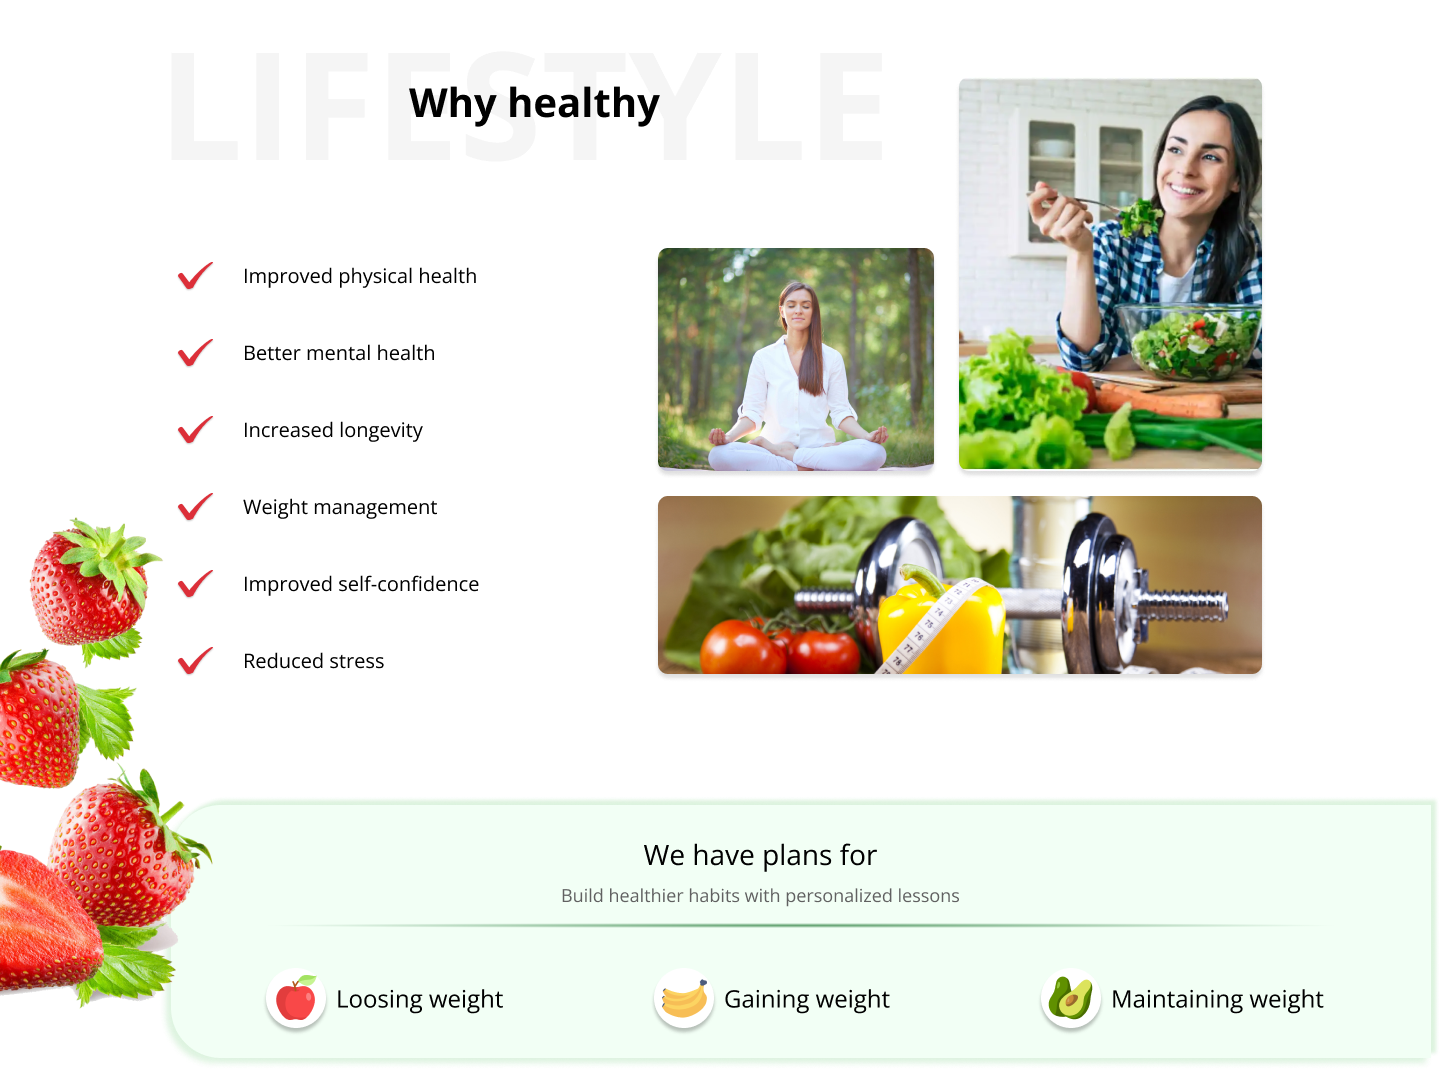 LIFESTYLE
Why healthy
Improved physical health
Better mental health
Increased longevity
Weight management
Improved self-confidence
Reduced stress
We have plans for
Build healthier habits with personalized lessons
Loosing weight
Gaining weight
Maintaining weight